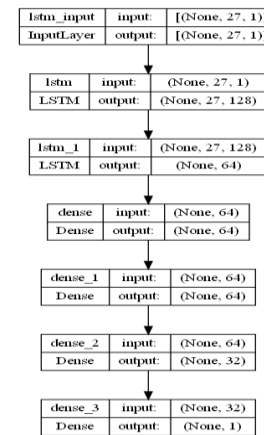 lstm_input input: [(None, 27, 1)
InputLayer output: [(None, 27, 1)
lstm input: (None, 27, 1)
LSTM output: (None, 27, 128)
lstm_1 input: (None, 27, 128)
LSTM output: (None, 64)
dense input: (None, 64)
Dense output: (None, 64)
dense_1 input: (None, 64)
Dense output: (None, 64)
dense_2 input: (None, 64)
Dense output: (None, 32)
dense_3 input: (None, 32)
Dense output: (None, 1)